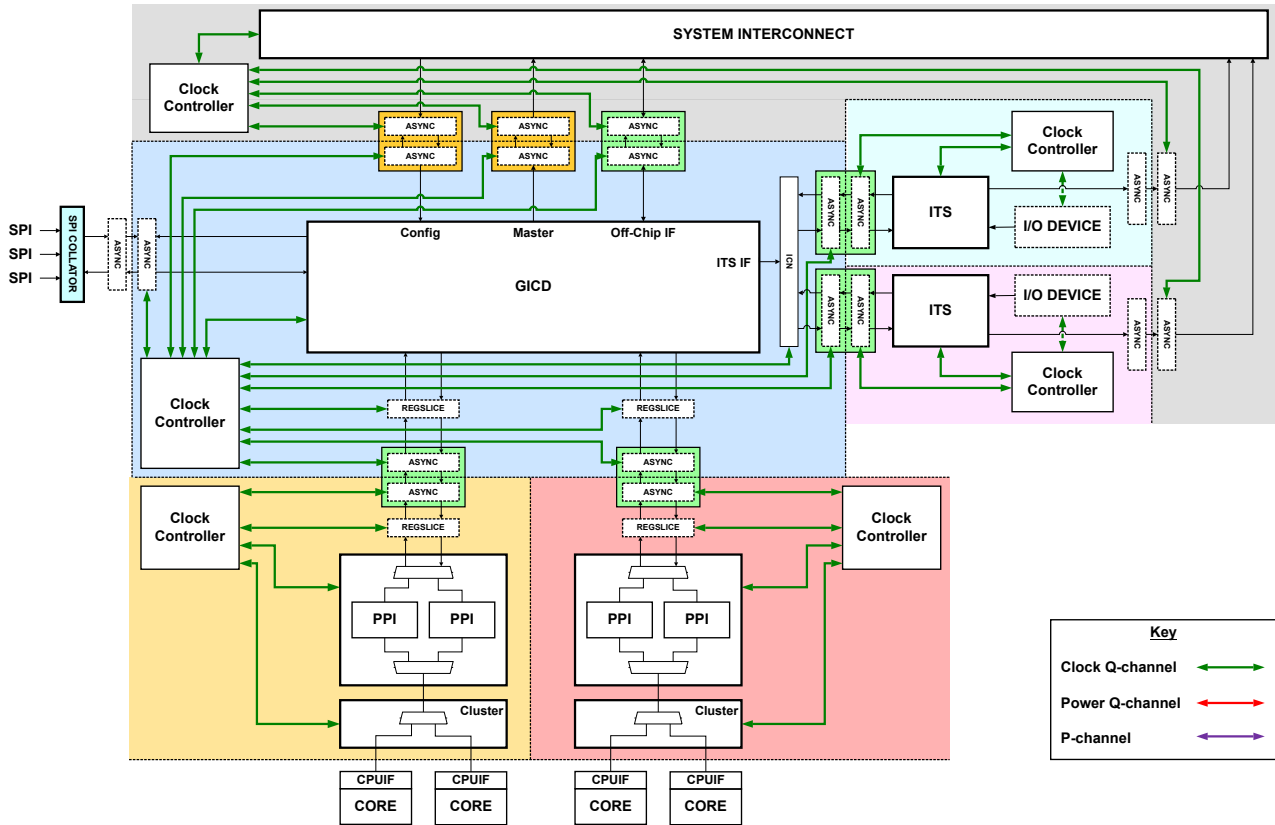 SYSTEM INTERCONNECT
Clock
Controller
ASYNC
ASYNC
ASYNC
ASYNC
ASYNC
ASYNC
Clock
Controller
ASYNC
ASYNC
ITS
ASYNC
ASYNC
I/O DEVICE
SPI
SPI
SPI
SPI COLLATOR
ASYNC
ASYNC
Config
Master
Off-Chip IF
ITS IF
GICD
ICN
ASYNC
ASYNC
ITS
I/O DEVICE
ASYNC
ASYNC
Clock
Controller
Clock
Controller
REGSLICE
REGSLICE
ASYNC
ASYNC
ASYNC
ASYNC
Clock
Controller
REGSLICE
REGSLICE
Clock
Controller
PPI
PPI
PPI
PPI
Cluster
Cluster
CPUIF
CORE
CPUIF
CORE
CPUIF
CORE
CPUIF
CORE
Key
Clock Q-channel
Power Q-channel
P-channel